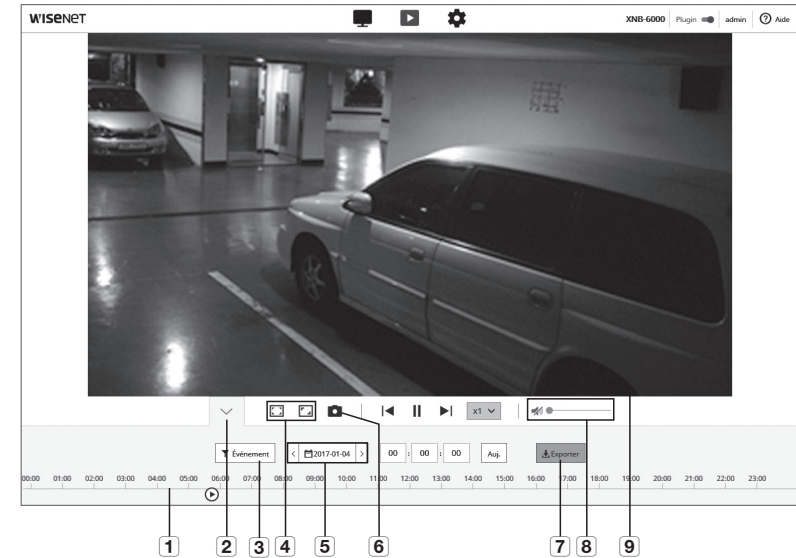 WISENET
XNB-6000 Plugin admin ? Aide
x1
Événement < 2017-01-04 > 00 : 00 : 00 Auj. Exporter
00:00 01:00 02:00 03:00 04:00 05:00 06:00 07:00 08:00 09:00 10:00 11:00 12:00 13:00 14:00 15:00 16:00 17:00 18:00 19:00 20:00 21:00 22:00 23:00
1 2 3 4 5 6 7 8 9